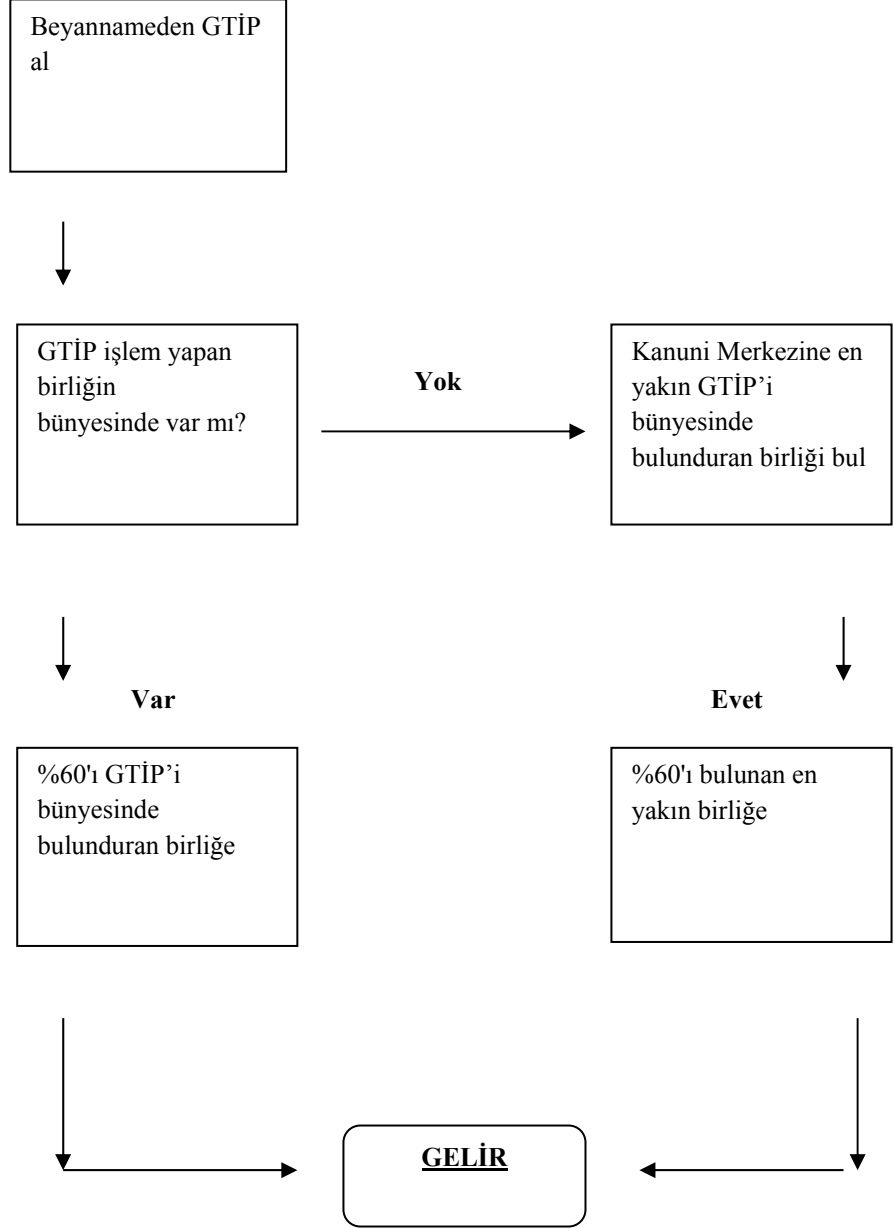 Beyannameden GTİP
al
GTİP işlem yapan
birliğin
bünyesinde var mı?
Yok
Kanuni Merkezine en
yakın GTİP’i
bünyesinde
bulunduran birliği bul
Var
Evet
%60'ı GTİP’i
bünyesinde
bulunduran birliğe
%60'ı bulunan en
yakın birliğe
GELİR